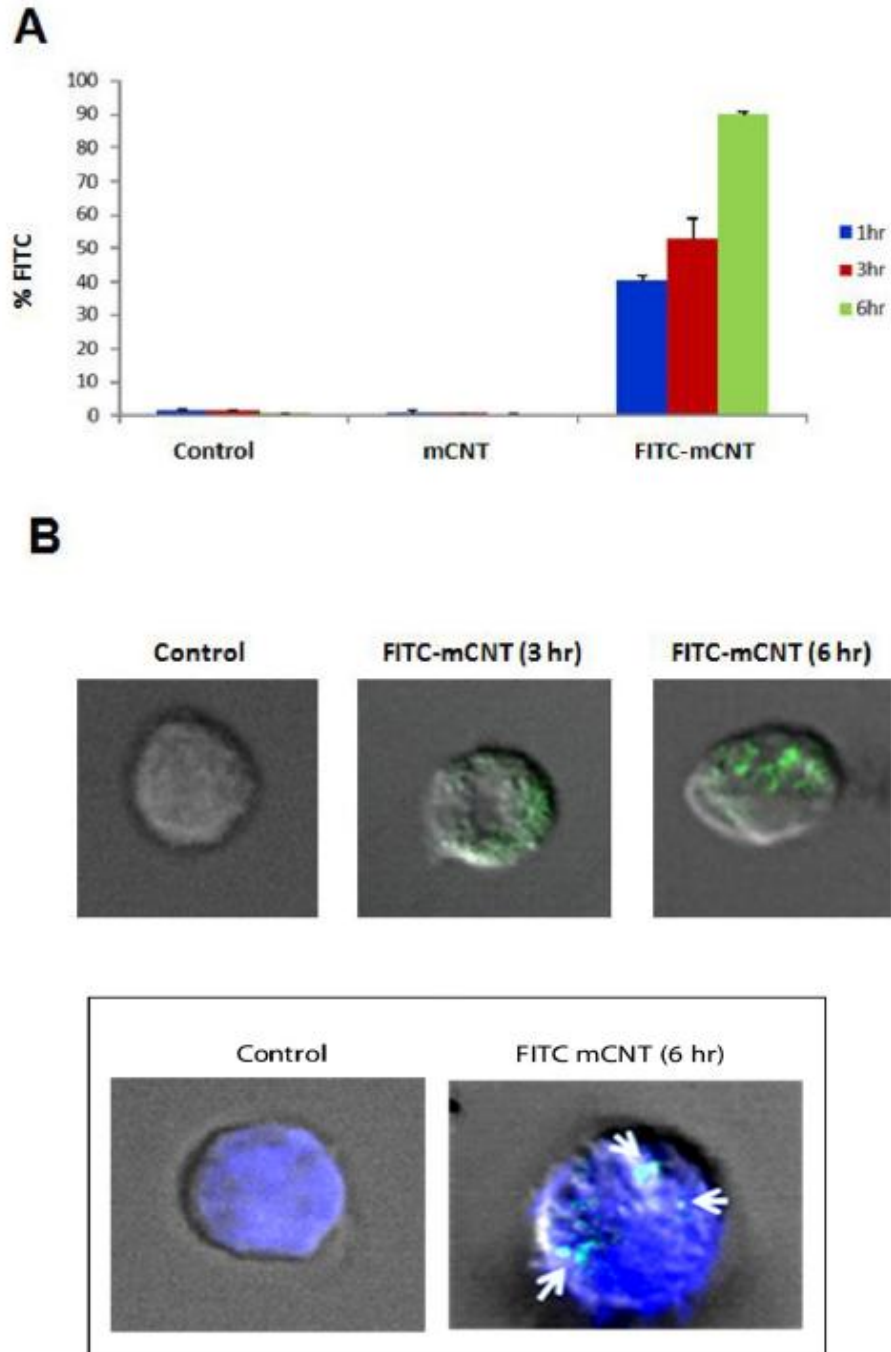 A
100
90
80
70
60
50
40
30
20
10
0
% FITC
Control mCNT FITC-mCNT
1hr
3hr
6hr
B
Control FITC-mCNT (3 hr) FITC-mCNT (6 hr)
Control FITC mCNT (6 hr)